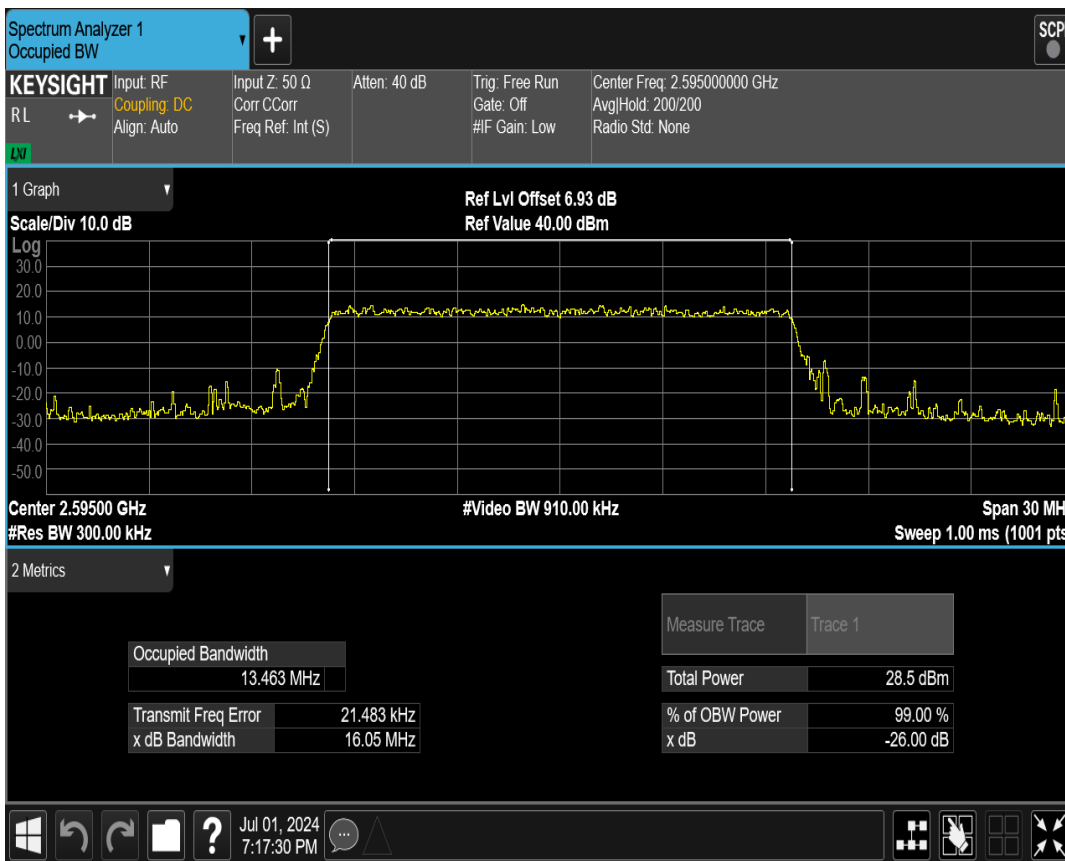 Spectrum Analyzer 1
Occupied BW
+
SCP
KEYSIGHT
R L
LXI
Input: RF
Coupling: DC
Align: Auto
Input Z: 50 Ω
Corr CCorr
Freq Ref: Int (S)
Atten: 40 dB
Trig: Free Run
Gate: Off
#IF Gain: Low
Center Freq: 2.595000000 GHz
Avg|Hold: 200/200
Radio Std: None
1 Graph
Scale/Div 10.0 dB
Ref Lvl Offset 6.93 dB
Ref Value 40.00 dBm
Log
30.0
20.0
10.0
0.00
-10.0
-20.0
-30.0
-40.0
-50.0
Center 2.59500 GHz
#Res BW 300.00 kHz
#Video BW 910.00 kHz
Span 30 MH
Sweep 1.00 ms (1001 pts
2 Metrics
Occupied Bandwidth
13.463 MHz
Transmit Freq Error 21.483 kHz
x dB Bandwidth 16.05 MHz
Measure Trace Trace 1
Total Power 28.5 dBm
% of OBW Power 99.00 %
x dB -26.00 dB
?
Jul 01, 2024
7:17:30 PM